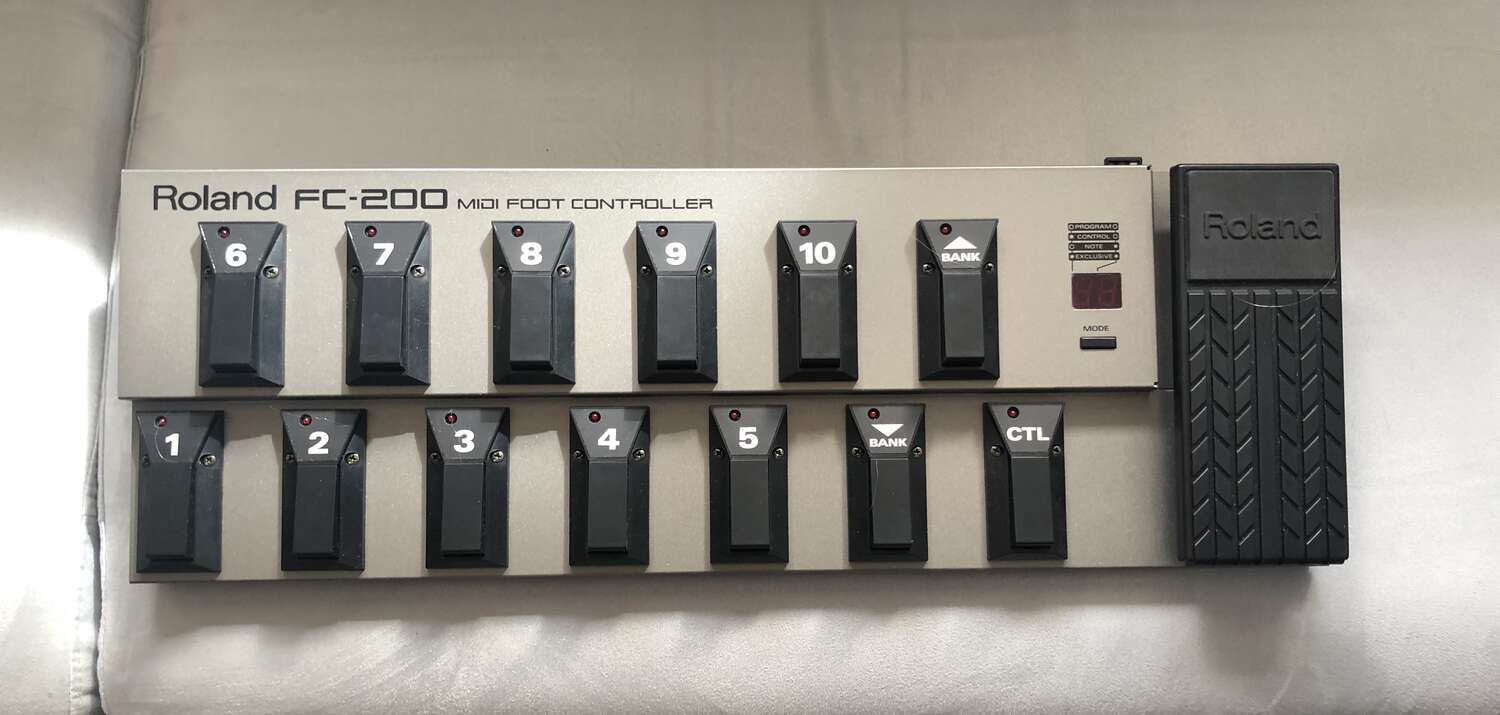 Roland FC-200 MIDI FOOT CONTROLLER
6 7 8 9 10 BANK
PROGRAM
CONTROL
NOTE
EXCLUSIVE
MODE
Roland
1 2 3 4 5 BANK CTL